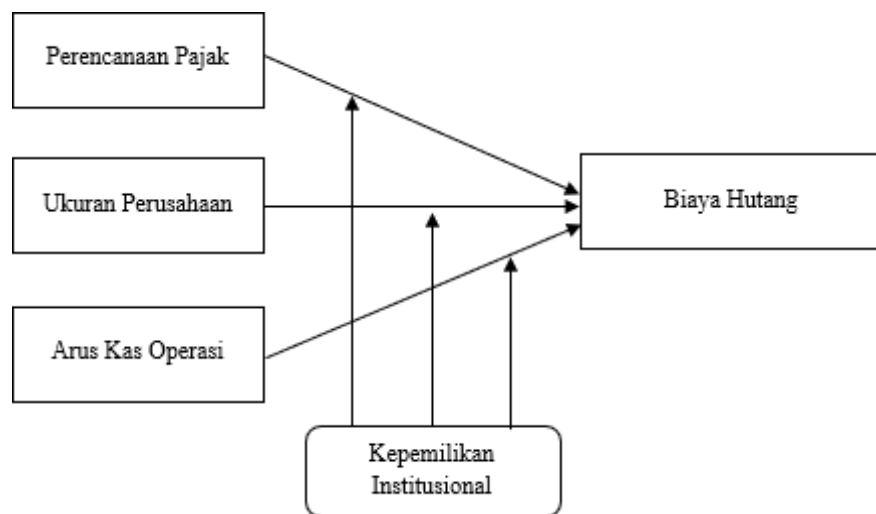 Perencanaan Pajak
Ukuran Perusahaan
Biaya Hutang
Arus Kas Operasi
Kepemilikan
Institusional